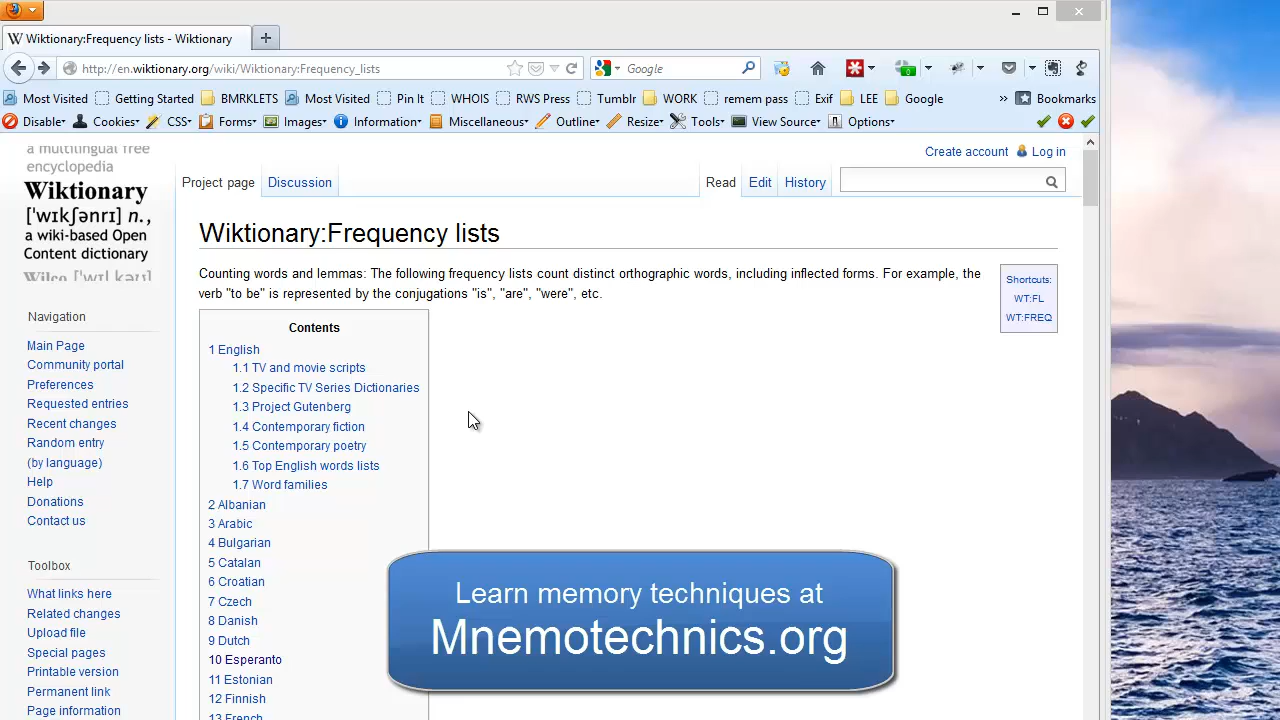 Wiktionary:Frequency lists - Wiktionary
http://en.wiktionary.org/wiki/Wiktionary:Frequency_lists
Google
Most Visited Getting Started BMRKLETS Most Visited Pin It WHOIS RWS Press Tumblr WORK remem pass Exif LEE Google » Bookmarks
Disable Cookies CSS Forms Images Information Miscellaneous Outline Resize Tools View Source Options
a multilingual free
encyclopedia
Wiktionary
['wɪkʃənrɪ] n.,
a wiki-based Open
Content dictionary
Wilco ['wɪl kəʊ]
Create account Log in
Project page Discussion Read Edit History
Wiktionary:Frequency lists
Counting words and lemmas: The following frequency lists count distinct orthographic words, including inflected forms. For example, the
verb "to be" is represented by the conjugations "is", "are", "were", etc.
Shortcuts:
WT:FL
WT:FREQ
Contents
1 English
1.1 TV and movie scripts
1.2 Specific TV Series Dictionaries
1.3 Project Gutenberg
1.4 Contemporary fiction
1.5 Contemporary poetry
1.6 Top English words lists
1.7 Word families
2 Albanian
3 Arabic
4 Bulgarian
5 Catalan
6 Croatian
7 Czech
8 Danish
9 Dutch
10 Esperanto
11 Estonian
12 Finnish
13 French
Navigation
Main Page
Community portal
Preferences
Requested entries
Recent changes
Random entry
(by language)
Help
Donations
Contact us
Toolbox
What links here
Related changes
Upload file
Special pages
Printable version
Permanent link
Page information
Learn memory techniques at
Mnemotechnics.org